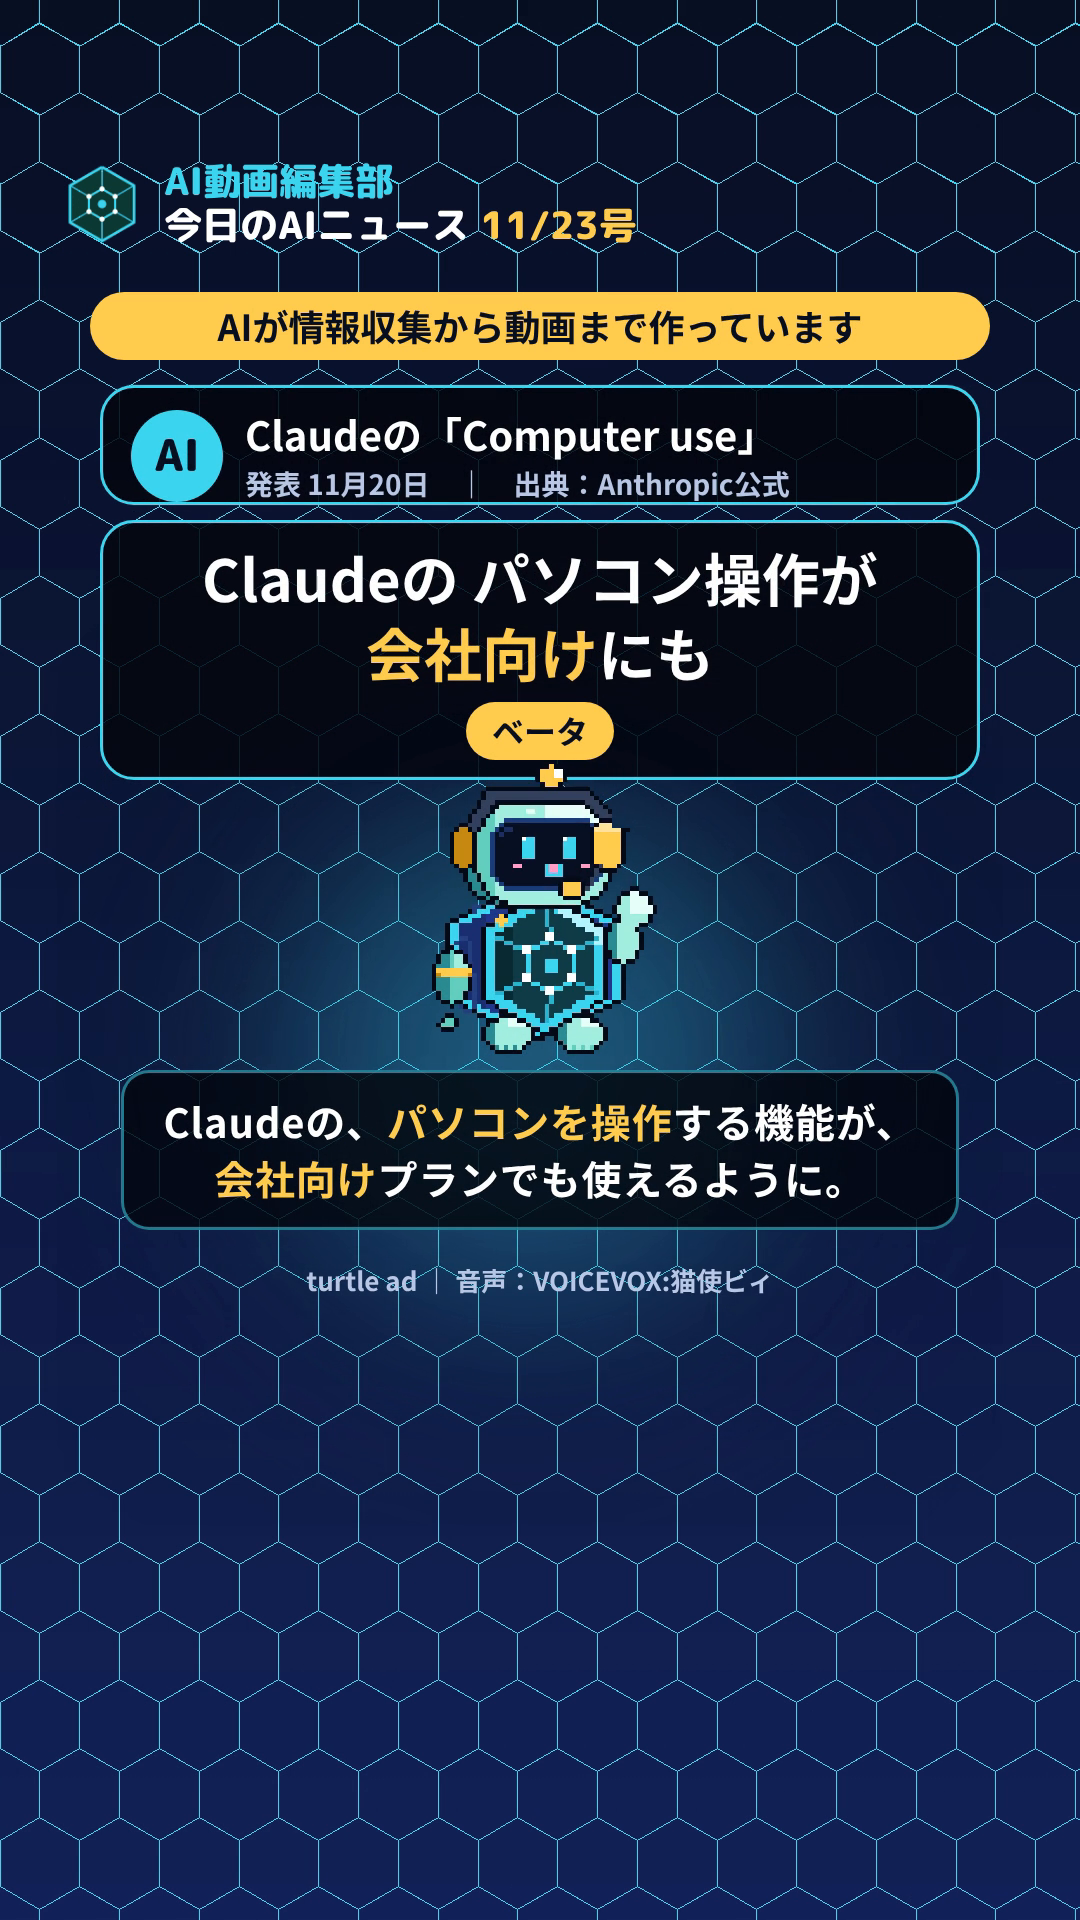 AI動画編集部
今日のAIニュース 11/23号
AIが情報収集から動画まで作っています
AI
Claudeの「Computer use」
発表 11月20日 ｜ 出典：Anthropic公式
Claudeの パソコン操作が
会社向けにも
ベータ
Claudeの、パソコンを操作する機能が、
会社向けプランでも使えるように。
turtle ad ｜ 音声：VOICEVOX:猫使ビィ